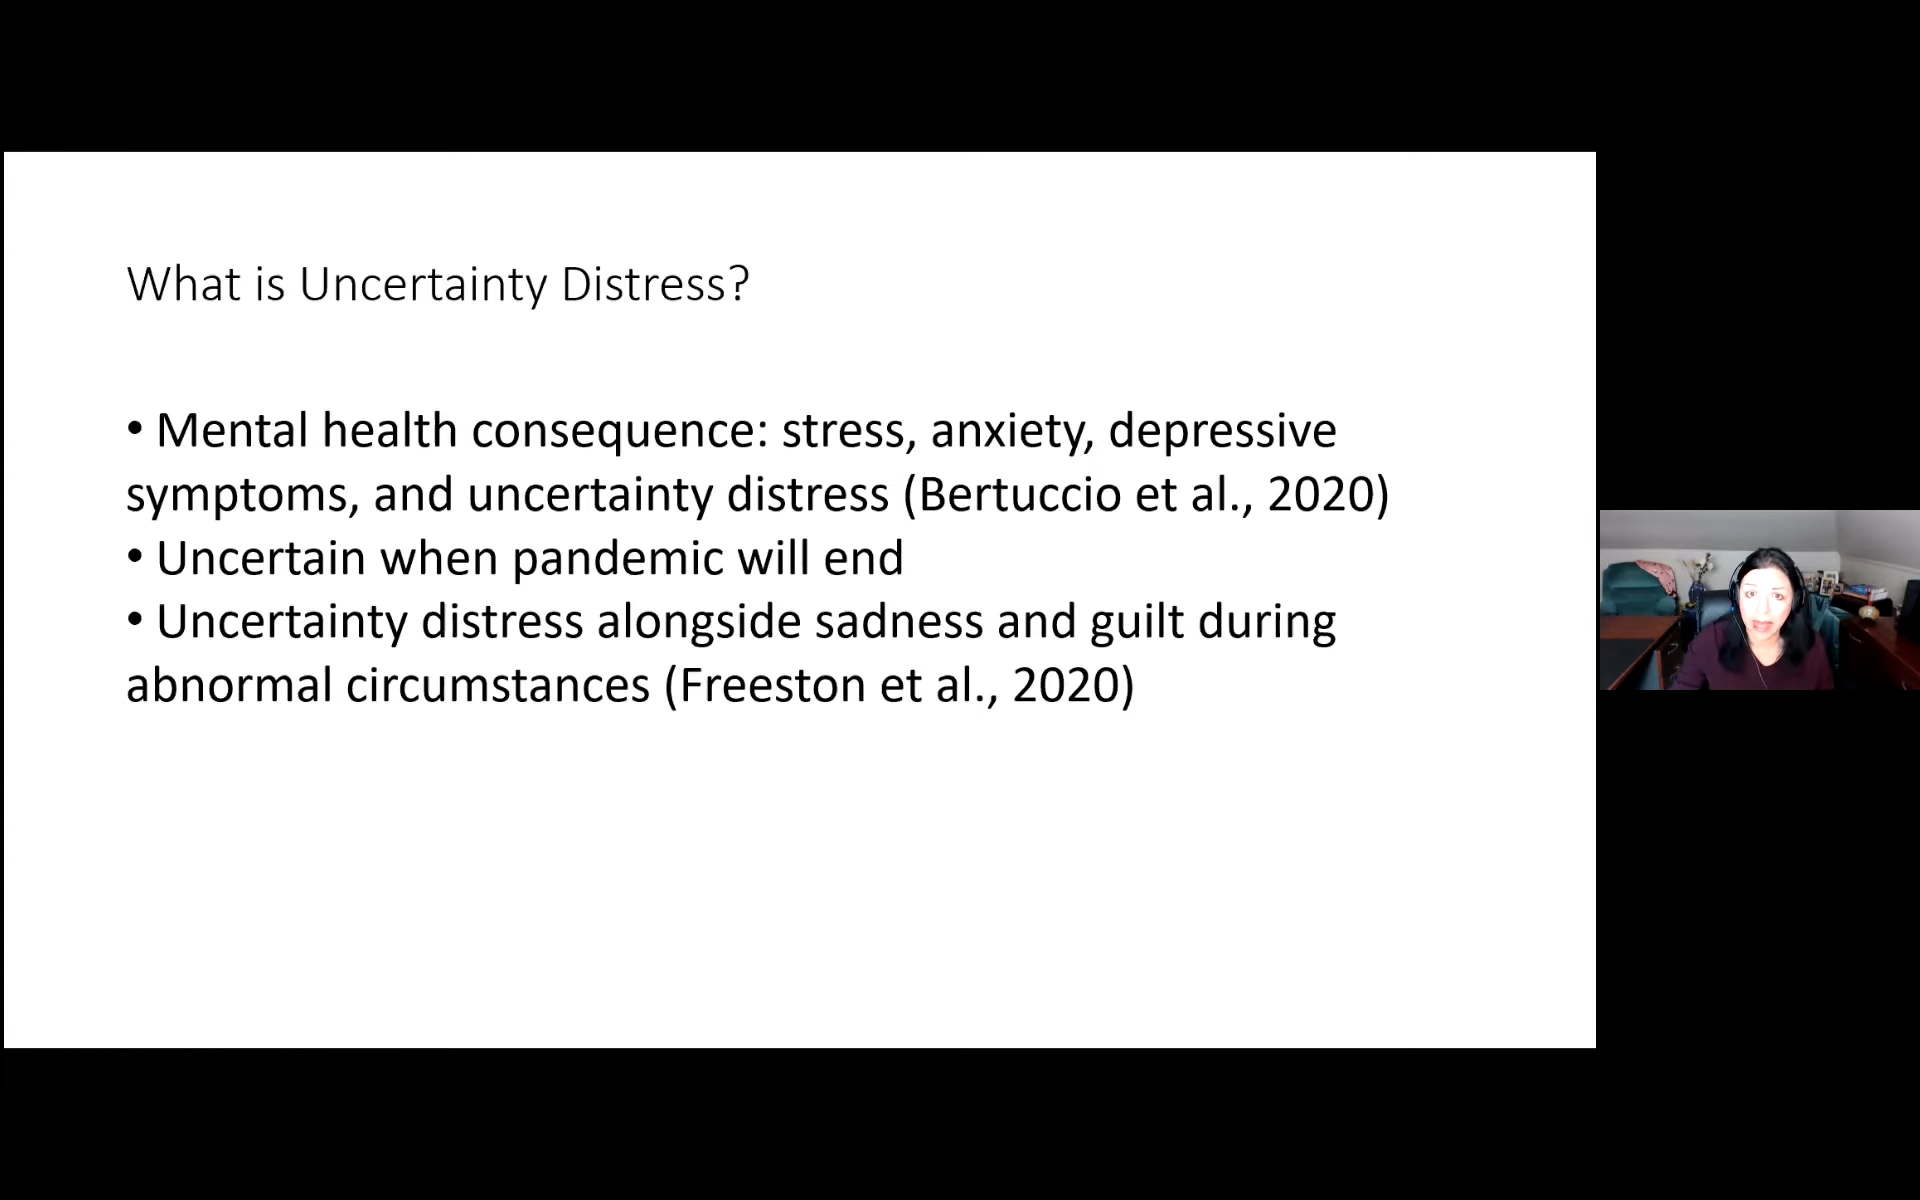 What is Uncertainty Distress?
• Mental health consequence: stress, anxiety, depressive
symptoms, and uncertainty distress (Bertuccio et al., 2020)
• Uncertain when pandemic will end
• Uncertainty distress alongside sadness and guilt during
abnormal circumstances (Freeston et al., 2020)